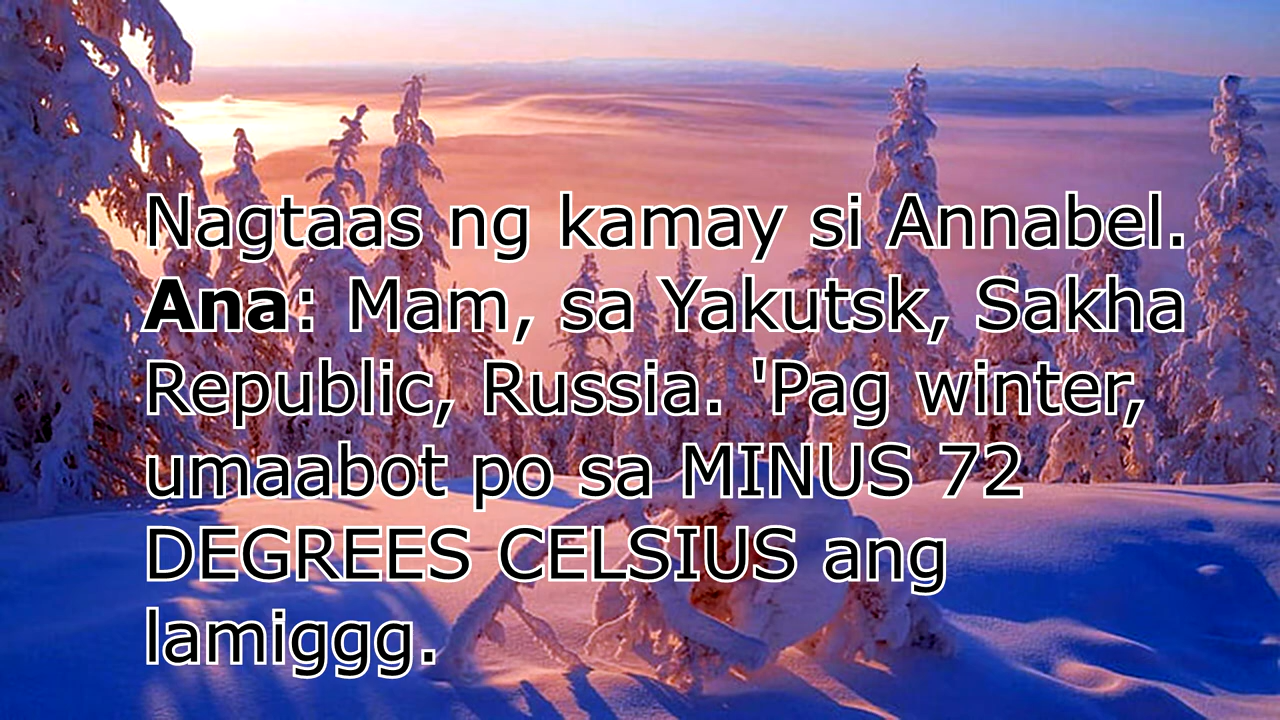 Nagtaas ng kamay si Annabel.
Ana: Mam, sa Yakutsk, Sakha
Republic, Russia. 'Pag winter,
umaabot po sa MINUS 72
DEGREES CELSIUS ang
lamiggg.